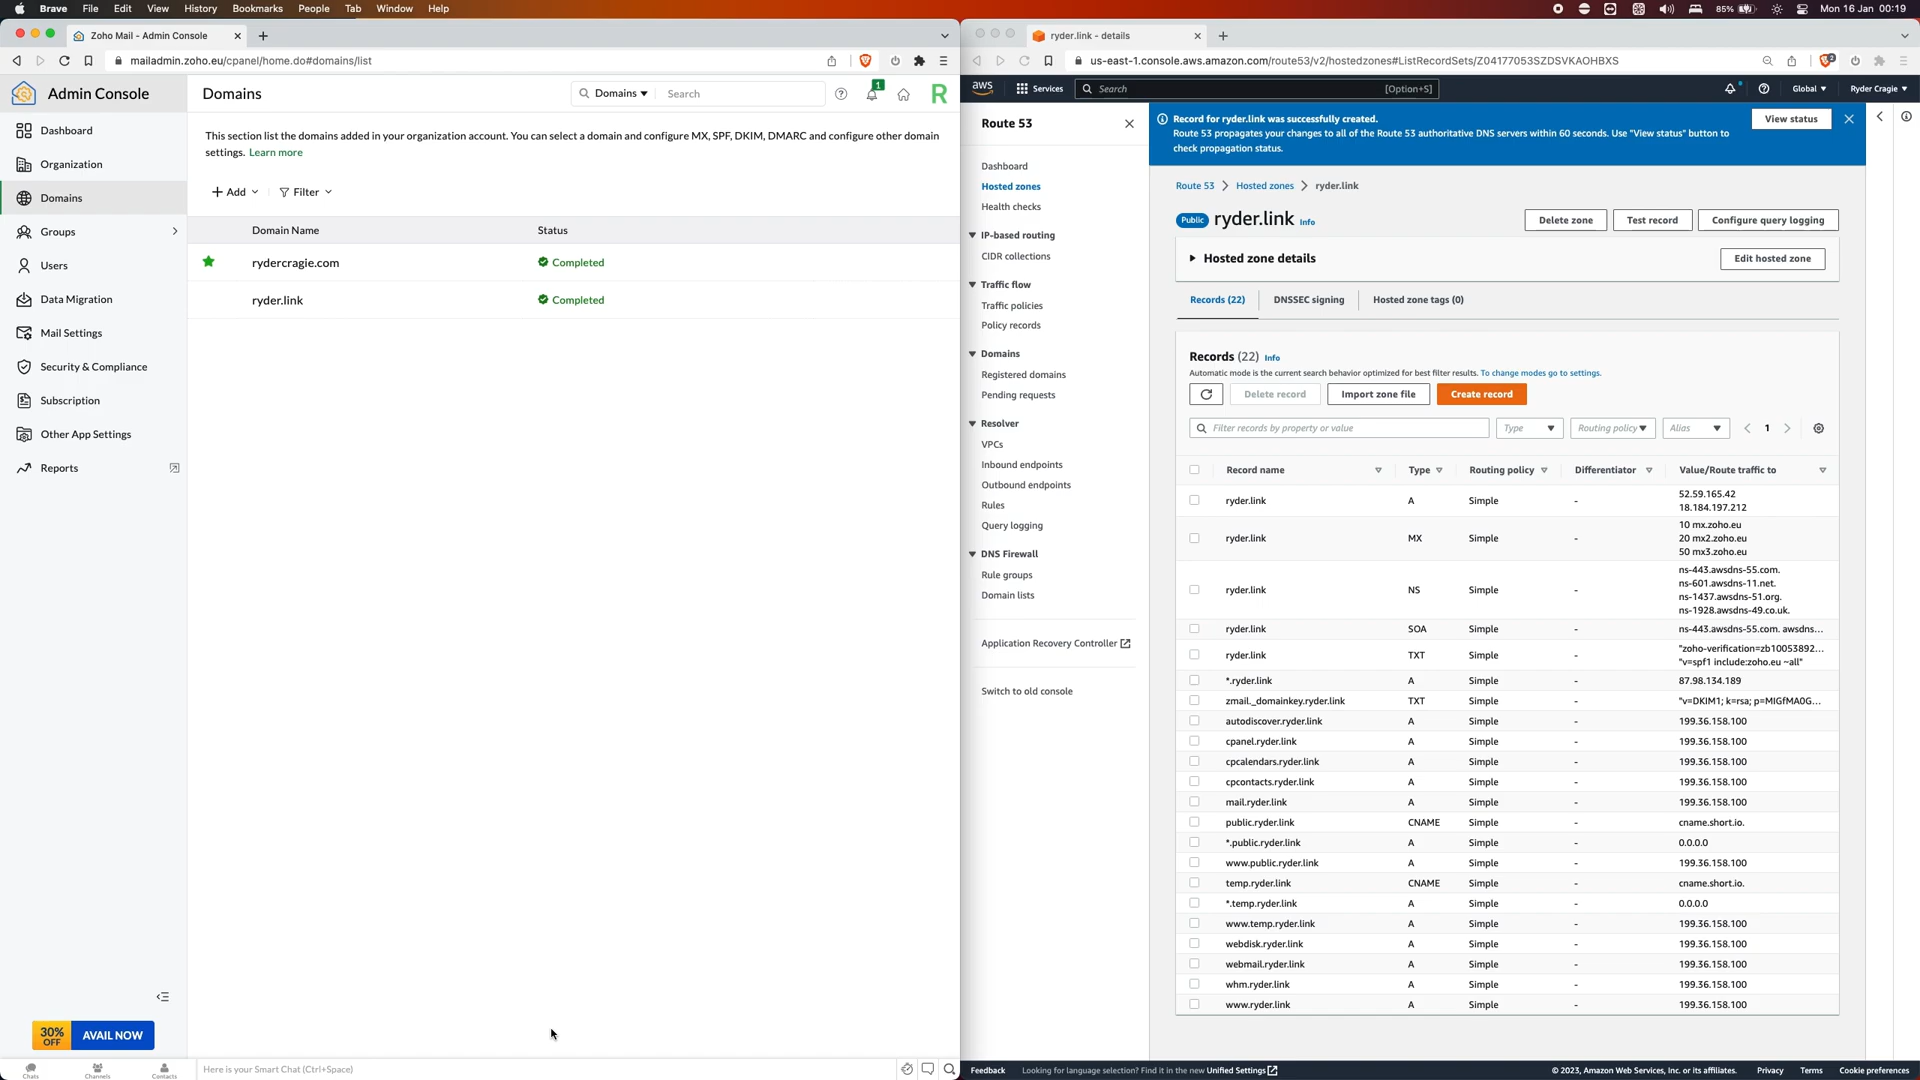 Brave File Edit View History Bookmarks People Tab Window Help
85% Mon 16 Jan 00:19
Zoho Mail - Admin Console
mailadmin.zoho.eu/cpanel/home.do#domains/list
Admin Console
Dashboard
Organization
Domains
Groups
Users
Data Migration
Mail Settings
Security & Compliance
Subscription
Other App Settings
Reports
30% OFF AVAIL NOW
Chats Channels Contacts
Domains
Domains Search
1
R
This section list the domains added in your organization account. You can select a domain and configure MX, SPF, DKIM, DMARC and configure other domain
settings. Learn more
Add Filter
Domain Name Status
rydercragie.com Completed
ryder.link Completed
Here is your Smart Chat (Ctrl+Space)
ryder.link - details
us-east-1.console.aws.amazon.com/route53/v2/hostedzones#ListRecordSets/Z04177053SZDSVKAOHBXS
aws Services Search [Option+S] Global Ryder Cragie
Route 53
Dashboard
Hosted zones
Health checks
IP-based routing
CIDR collections
Traffic flow
Traffic policies
Policy records
Domains
Registered domains
Pending requests
Resolver
VPCs
Inbound endpoints
Outbound endpoints
Rules
Query logging
DNS Firewall
Rule groups
Domain lists
Application Recovery Controller
Switch to old console
Record for ryder.link was successfully created.
Route 53 propagates your changes to all of the Route 53 authoritative DNS servers within 60 seconds. Use "View status" button to
check propagation status.
View status
Route 53 Hosted zones ryder.link
Public ryder.link Info
Delete zone Test record Configure query logging
Hosted zone details Edit hosted zone
Records (22) DNSSEC signing Hosted zone tags (0)
Records (22) Info
Automatic mode is the current search behavior optimized for best filter results. To change modes go to settings.
Delete record Import zone file Create record
Filter records by property or value Type Routing policy Alias 1
Record name Type Routing policy Differentiator Value/Route traffic to
ryder.link A Simple - 52.59.165.42
18.184.197.212
ryder.link MX Simple - 10 mx.zoho.eu
20 mx2.zoho.eu
50 mx3.zoho.eu
ryder.link NS Simple - ns-443.awsdns-55.com.
ns-601.awsdns-11.net.
ns-1437.awsdns-51.org.
ns-1928.awsdns-49.co.uk.
ryder.link SOA Simple - ns-443.awsdns-55.com. awsdns...
ryder.link TXT Simple - "zoho-verification=zb10053892...
"v=spf1 include:zoho.eu ~all"
*.ryder.link A Simple - 87.98.134.189
zmail._domainkey.ryder.link TXT Simple - "v=DKIM1; k=rsa; p=MIGfMA0G...
autodiscover.ryder.link A Simple - 199.36.158.100
cpanel.ryder.link A Simple - 199.36.158.100
cpcalendars.ryder.link A Simple - 199.36.158.100
cpcontacts.ryder.link A Simple - 199.36.158.100
mail.ryder.link A Simple - 199.36.158.100
public.ryder.link CNAME Simple - cname.short.io.
*.public.ryder.link A Simple - 0.0.0.0
www.public.ryder.link A Simple - 199.36.158.100
temp.ryder.link CNAME Simple - cname.short.io.
*.temp.ryder.link A Simple - 0.0.0.0
www.temp.ryder.link A Simple - 199.36.158.100
webdisk.ryder.link A Simple - 199.36.158.100
webmail.ryder.link A Simple - 199.36.158.100
whm.ryder.link A Simple - 199.36.158.100
www.ryder.link A Simple - 199.36.158.100
Feedback Looking for language selection? Find it in the new Unified Settings © 2023, Amazon Web Services, Inc. or its affiliates. Privacy Terms Cookie preferences